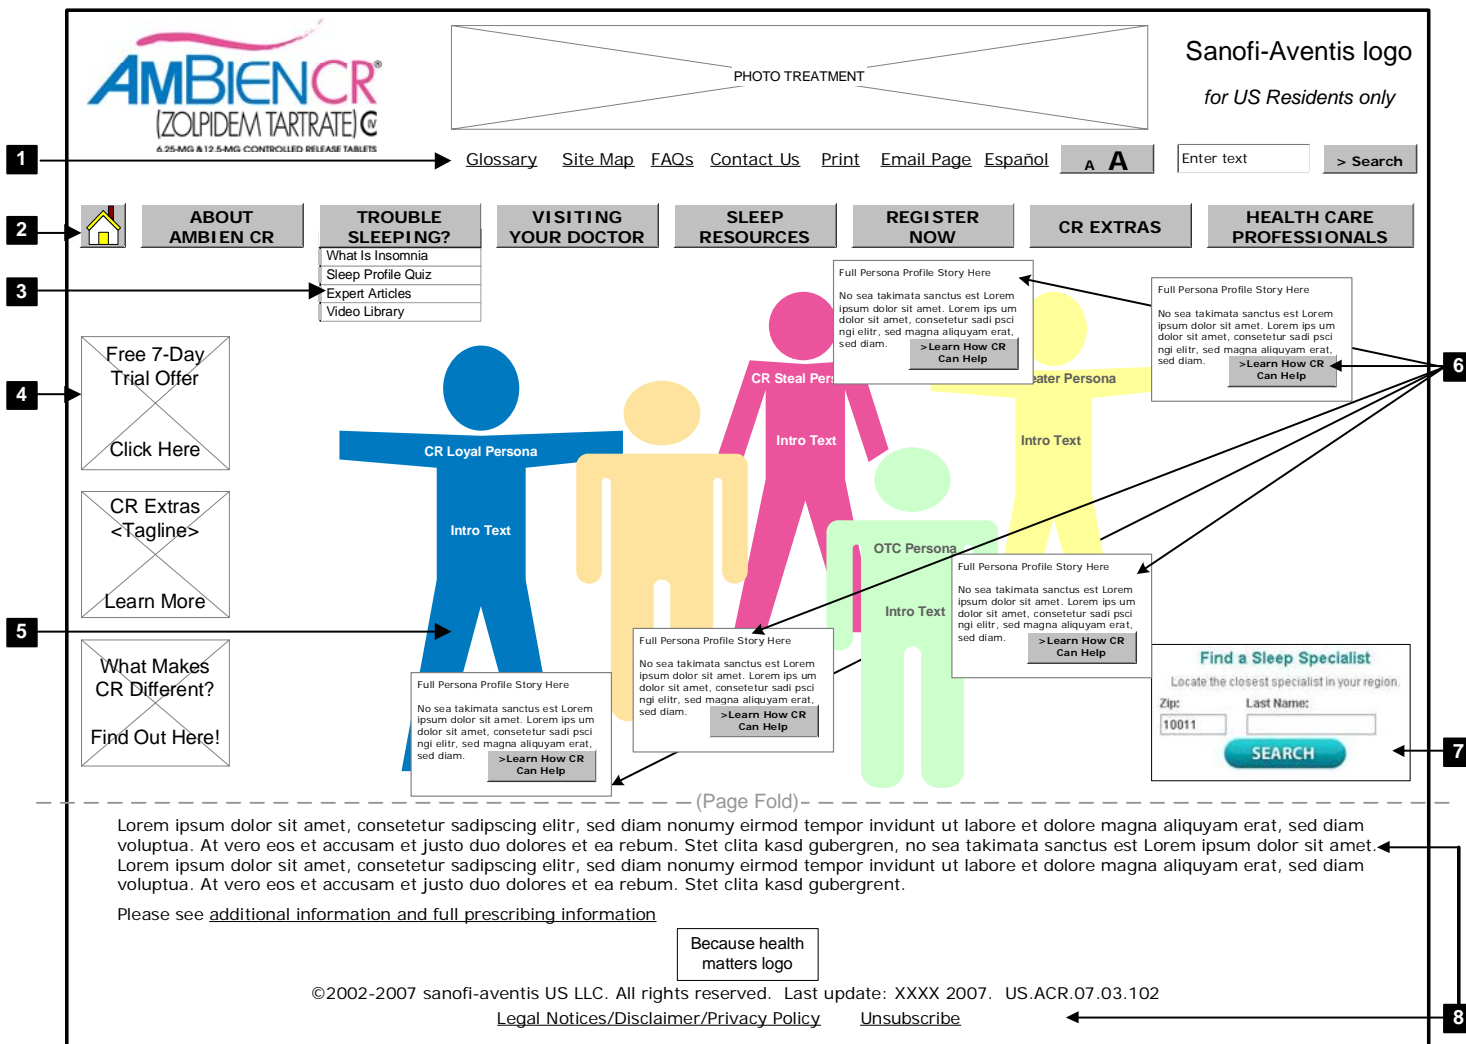 AMBIENCR®
(ZOLPIDEM TARTRATE) C IV
6.25-MG & 12.5-MG CONTROLLED RELEASE TABLETS
PHOTO TREATMENT
Sanofi-Aventis logo
for US Residents only
1
Glossary Site Map FAQs Contact Us Print Email Page Español A A Enter text > Search
2
ABOUT
AMBIEN CR
TROUBLE
SLEEPING?
VISITING
YOUR DOCTOR
SLEEP
RESOURCES
REGISTER
NOW
CR EXTRAS
HEALTH CARE
PROFESSIONALS
What Is Insomnia
Sleep Profile Quiz
3
Expert Articles
Video Library
Full Persona Profile Story Here
No sea takimata sanctus est Lorem
ipsum dolor sit amet. Lorem ips um
dolor sit amet, consetetur sadi psci
ngi elitr, sed magna aliquyam erat,
sed diam.
>Learn How CR
Can Help
Full Persona Profile Story Here
No sea takimata sanctus est Lorem
ipsum dolor sit amet. Lorem ips um
dolor sit amet, consetetur sadi psci
ngi elitr, sed magna aliquyam erat,
sed diam.
>Learn How CR
Can Help
6
4
Free 7-Day
Trial Offer
Click Here
CR Steal Pers
eater Persona
Intro Text
Intro Text
CR Loyal Persona
Intro Text
CR Extras
<Tagline>
Learn More
OTC Persona
Intro Text
Full Persona Profile Story Here
No sea takimata sanctus est Lorem
ipsum dolor sit amet. Lorem ips um
dolor sit amet, consetetur sadi psci
ngi elitr, sed magna aliquyam erat,
sed diam.
>Learn How CR
Can Help
5
What Makes
CR Different?
Find Out Here!
Full Persona Profile Story Here
No sea takimata sanctus est Lorem
ipsum dolor sit amet. Lorem ips um
dolor sit amet, consetetur sadi psci
ngi elitr, sed magna aliquyam erat,
sed diam.
>Learn How CR
Can Help
Full Persona Profile Story Here
No sea takimata sanctus est Lorem
ipsum dolor sit amet. Lorem ips um
dolor sit amet, consetetur sadi psci
ngi elitr, sed magna aliquyam erat,
sed diam.
>Learn How CR
Can Help
Find a Sleep Specialist
Locate the closest specialist in your region.
Zip: Last Name:
10011
SEARCH
7
(Page Fold)
Lorem ipsum dolor sit amet, consetetur sadipscing elitr, sed diam nonumy eirmod tempor invidunt ut labore et dolore magna aliquyam erat, sed diam
voluptua. At vero eos et accusam et justo duo dolores et ea rebum. Stet clita kasd gubergren, no sea takimata sanctus est Lorem ipsum dolor sit amet.
Lorem ipsum dolor sit amet, consetetur sadipscing elitr, sed diam nonumy eirmod tempor invidunt ut labore et dolore magna aliquyam erat, sed diam
voluptua. At vero eos et accusam et justo duo dolores et ea rebum. Stet clita kasd gubergrent.
Please see additional information and full prescribing information
Because health
matters logo
©2002-2007 sanofi-aventis US LLC. All rights reserved. Last update: XXXX 2007. US.ACR.07.03.102
Legal Notices/Disclaimer/Privacy Policy Unsubscribe
8